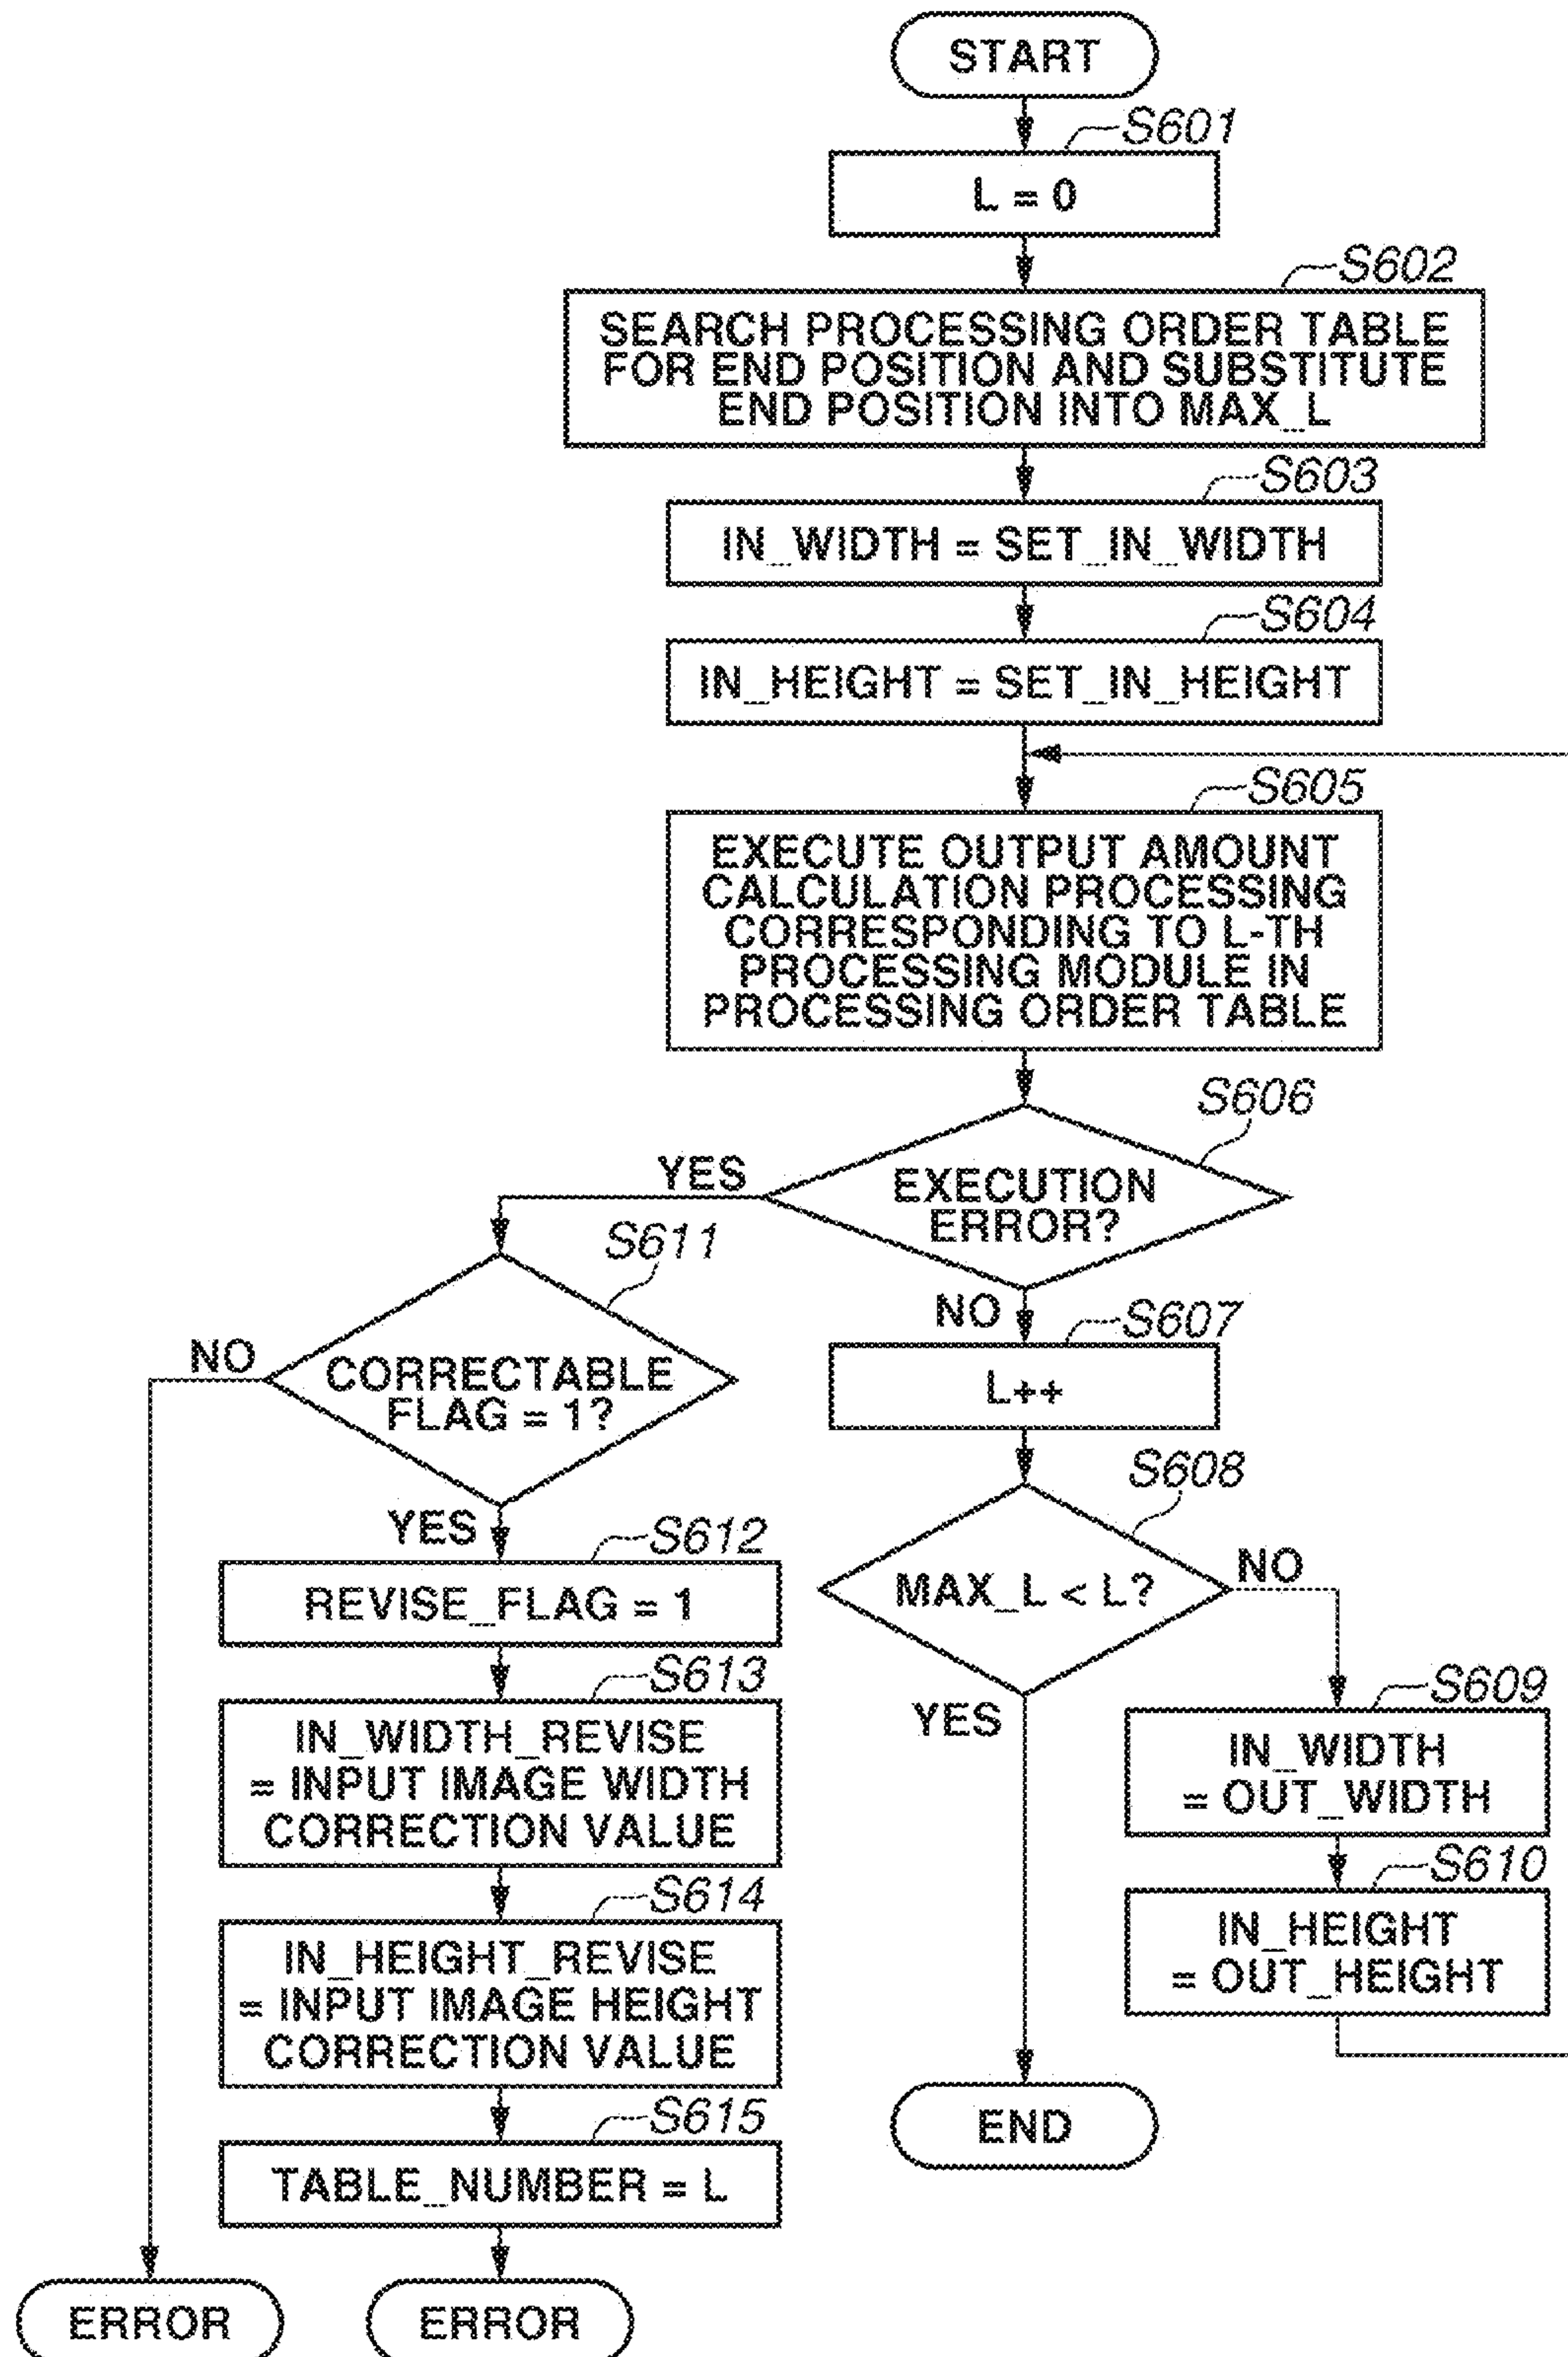 START
S601
L = 0
S602
SEARCH PROCESSING ORDER TABLE
FOR END POSITION AND SUBSTITUTE
END POSITION INTO MAX_L
S603
IN_WIDTH = SET_IN_WIDTH
S604
IN_HEIGHT = SET_IN_HEIGHT
S605
EXECUTE OUTPUT AMOUNT
CALCULATION PROCESSING
CORRESPONDING TO L-TH
PROCESSING MODULE IN
PROCESSING ORDER TABLE
S606
YES
EXECUTION
ERROR?
S611
NO
S607
NO
CORRECTABLE
FLAG = 1?
L++
S608
YES
S612
NO
REVISE_FLAG = 1
MAX_L < L?
S613
S609
YES
IN_WIDTH_REVISE
= INPUT IMAGE WIDTH
CORRECTION VALUE
IN_WIDTH
= OUT_WIDTH
S614
S610
IN_HEIGHT_REVISE
= INPUT IMAGE HEIGHT
CORRECTION VALUE
IN_HEIGHT
= OUT_HEIGHT
S615
TABLE_NUMBER = L
END
ERROR
ERROR